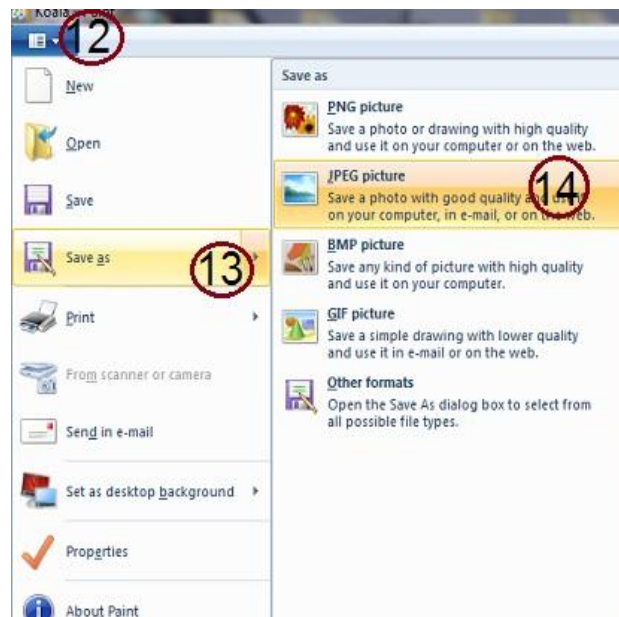 12
New
Open
Save
Save as
13
Print
From scanner or camera
Send in e-mail
Set as desktop background
Properties
About Paint
Save as
PNG picture
Save a photo or drawing with high quality
and use it on your computer or on the web.
JPEG picture
14
Save a photo with good quality and use it
on your computer, in e-mail, or on the web.
BMP picture
Save any kind of picture with high quality
and use it on your computer.
GIF picture
Save a simple drawing with lower quality
and use it in e-mail or on the web.
Other formats
Open the Save As dialog box to select from
all possible file types.